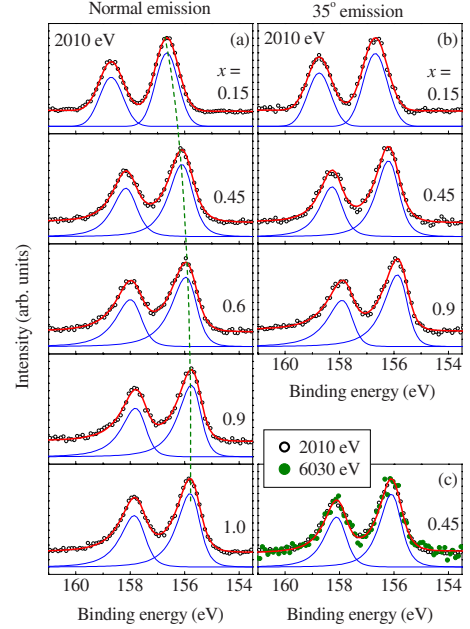 Normal emission
35° emission
2010 eV
(a)
x =
0.15
2010 eV
(b)
x =
0.15
0.45
0.45
0.6
0.9
0.9
160 158 156 154
Binding energy (eV)
2010 eV
6030 eV
1.0
(c)
0.45
160 158 156 154
160 158 156 154
Binding energy (eV)
Binding energy (eV)
Intensity (arb. units)